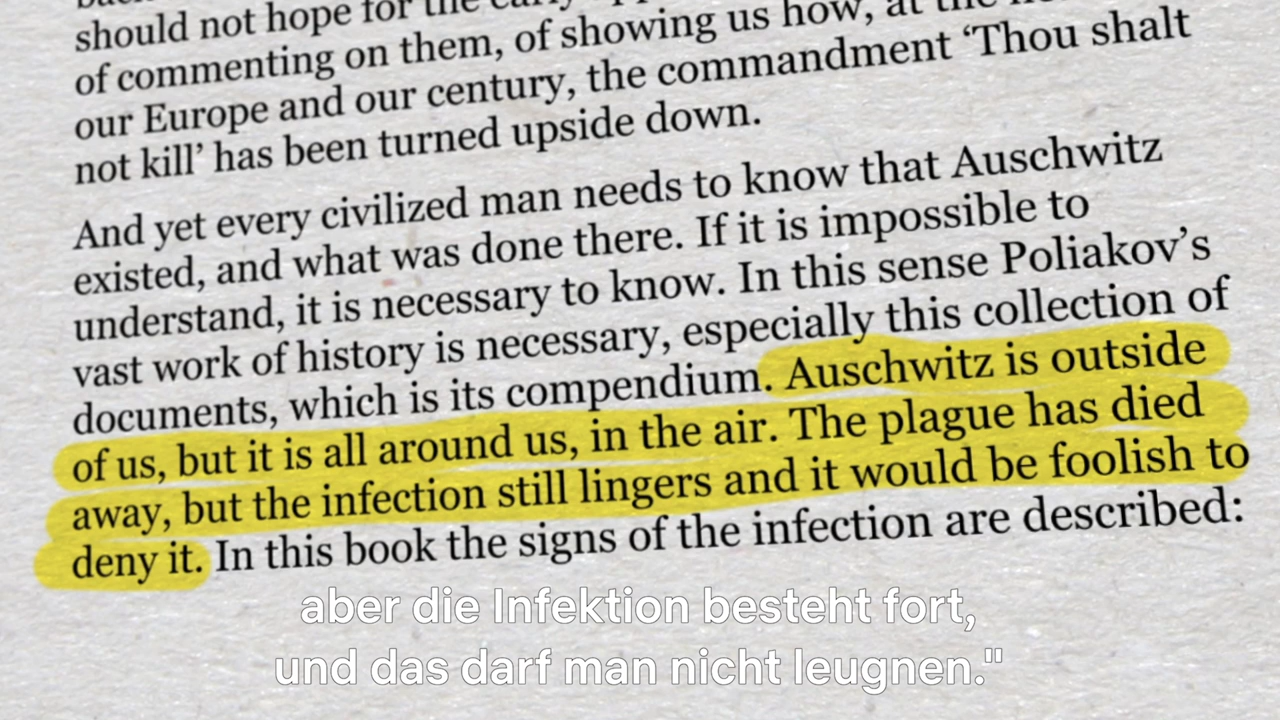 should not hope for the early
of commenting on them, of showing us how, at the
our Europe and our century, the commandment ‘Thou shalt
not kill’ has been turned upside down.
And yet every civilized man needs to know that Auschwitz
existed, and what was done there. If it is impossible to
understand, it is necessary to know. In this sense Poliakov’s
vast work of history is necessary, especially this collection of
documents, which is its compendium. Auschwitz is outside
of us, but it is all around us, in the air. The plague has died
away, but the infection still lingers and it would be foolish to
deny it. In this book the signs of the infection are described:
aber die Infektion besteht fort,
und das darf man nicht leugnen."